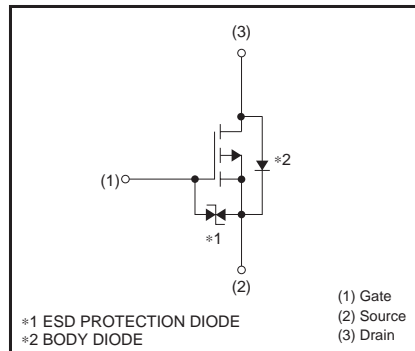 (3)
(1)
∗2
∗1
(2)
∗1 ESD PROTECTION DIODE
∗2 BODY DIODE
(1) Gate
(2) Source
(3) Drain